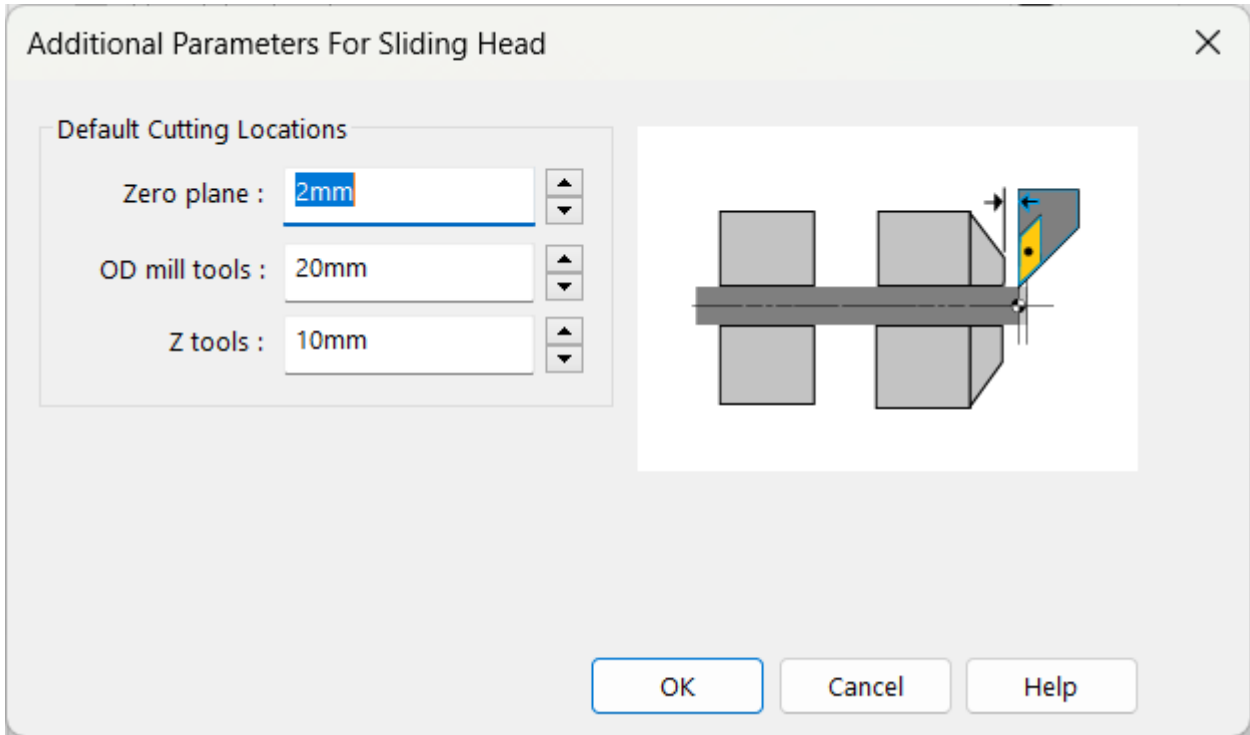 Additional Parameters For Sliding Head
Default Cutting Locations
Zero plane : 2mm
OD mill tools : 20mm
Z tools : 10mm
OK Cancel Help